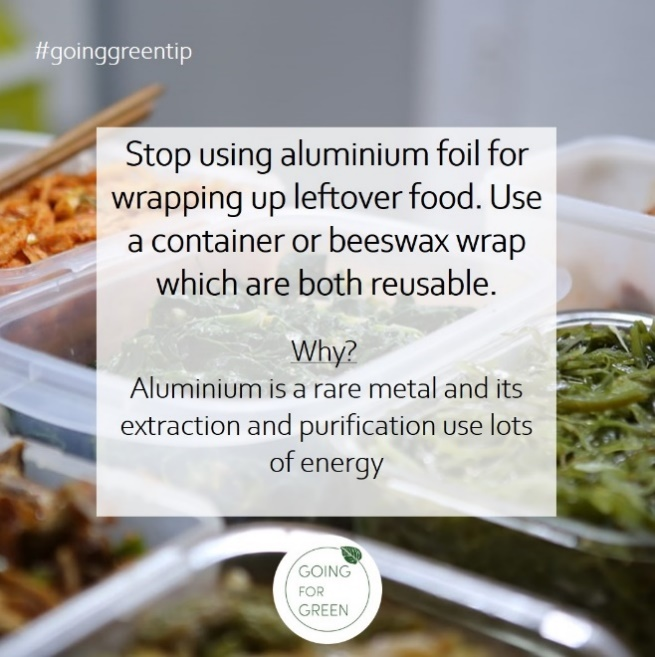 #goinggreentip
Stop using aluminium foil for
wrapping up leftover food. Use
a container or beeswax wrap
which are both reusable.
Why?
Aluminium is a rare metal and its
extraction and purification use lots
of energy
GOING
FOR
GREEN